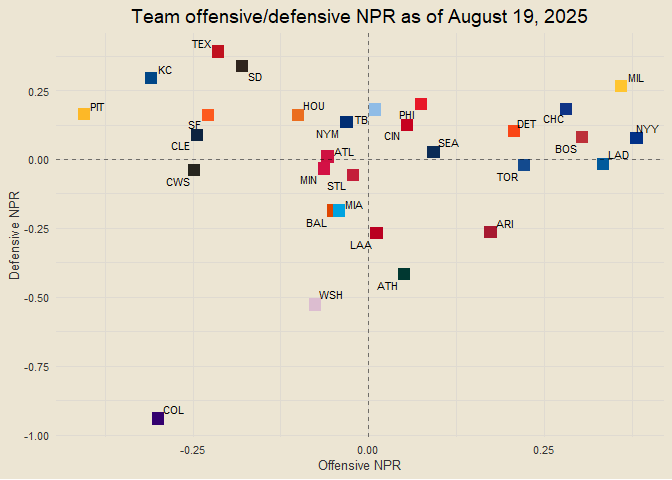 Team offensive/defensive NPR as of August 19, 2025
TEX
KC
SD
MIL
0.25
PIT
HOU
SF
TB
PHI
CHC
DET
NYY
NYM
CIN
CLE
SEA
BOS
ATL
LAD
0.00
MIN
STL
TOR
CWS
MIA
BAL
ARI
-0.25
LAA
ATH
WSH
-0.50
-0.75
COL
-1.00
Defensive NPR
-0.25
0.00
0.25
Offensive NPR